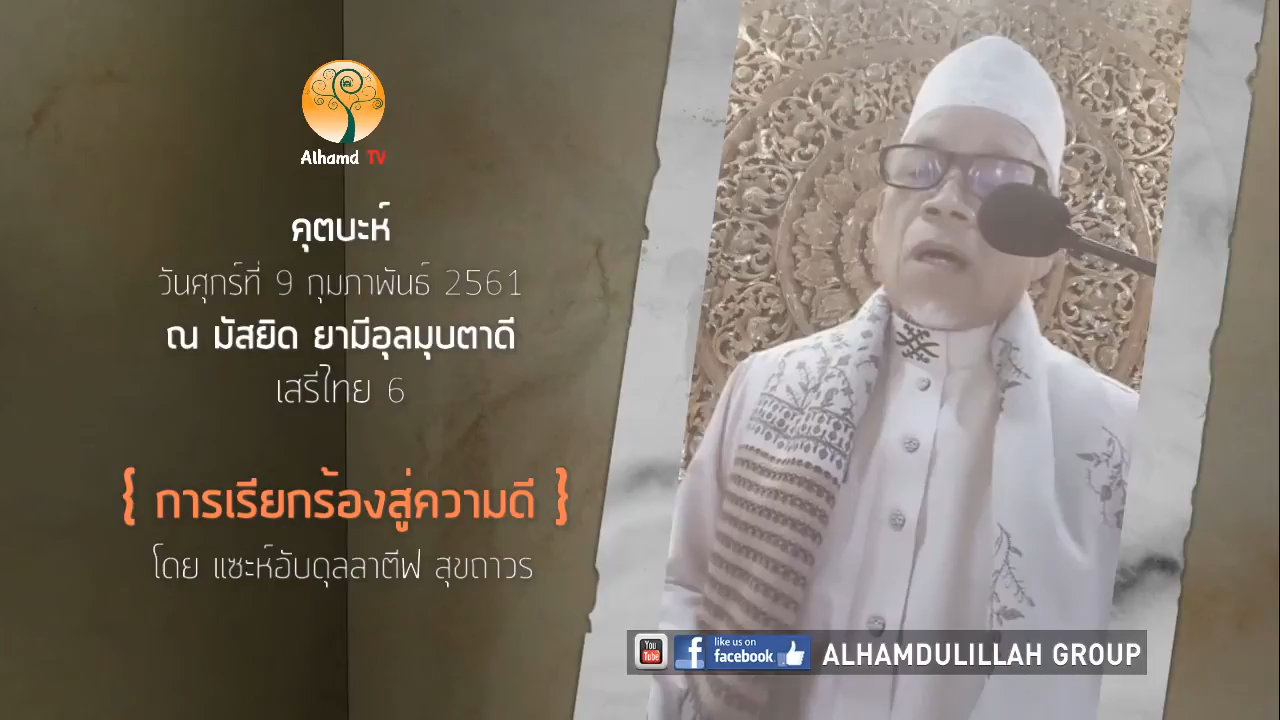 Alhamd TV
คุตบะห์
วันศุกร์ที่ 9 กุมภาพันธ์ 2561
ณ มัสยิด ยามีอุลมุบตาดี
เสรีไทย 6
{ การเรียกร้องสู่ความดี }
โดย แซะห์อับดุลลาตีฟ สุขถาวร
You Tube
like us on
facebook
ALHAMDULILLAH GROUP